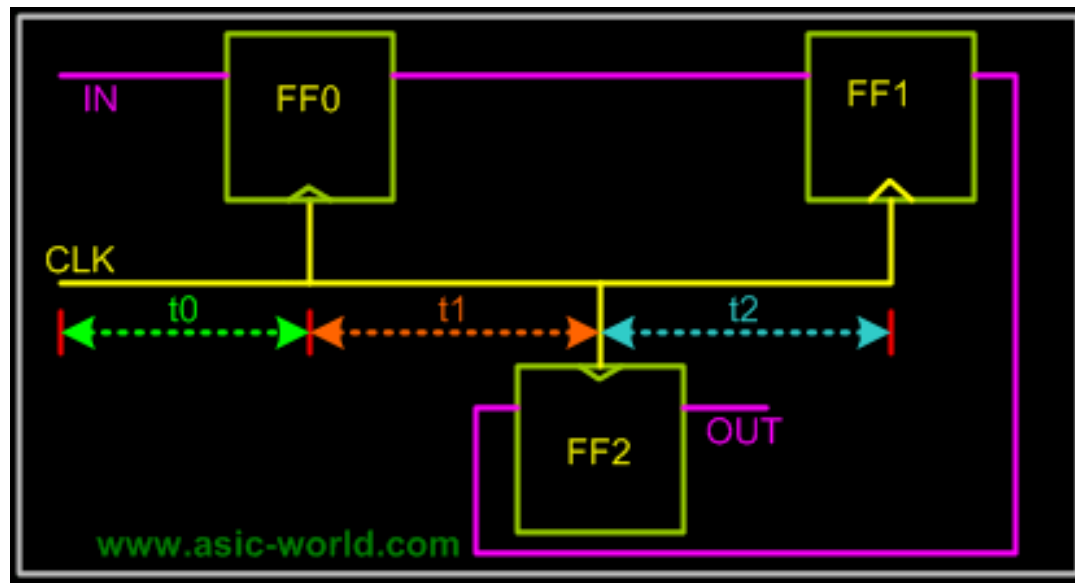 IN
FF0
FF1
CLK
t0
t1
t2
FF2
OUT
www.asic-world.com